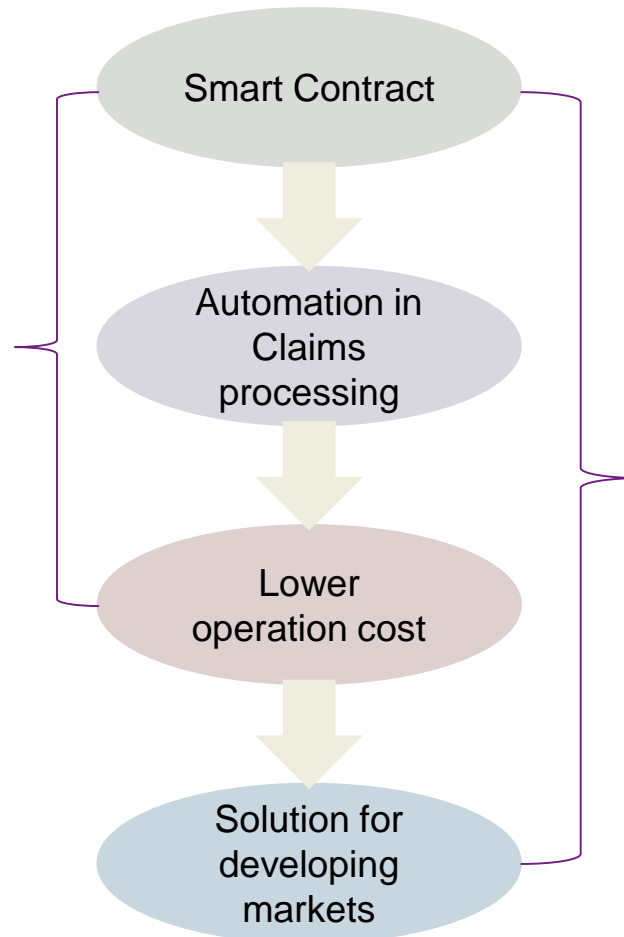 Smart Contract
Automation in
Claims
processing
Lower
operation cost
Solution for
developing
markets